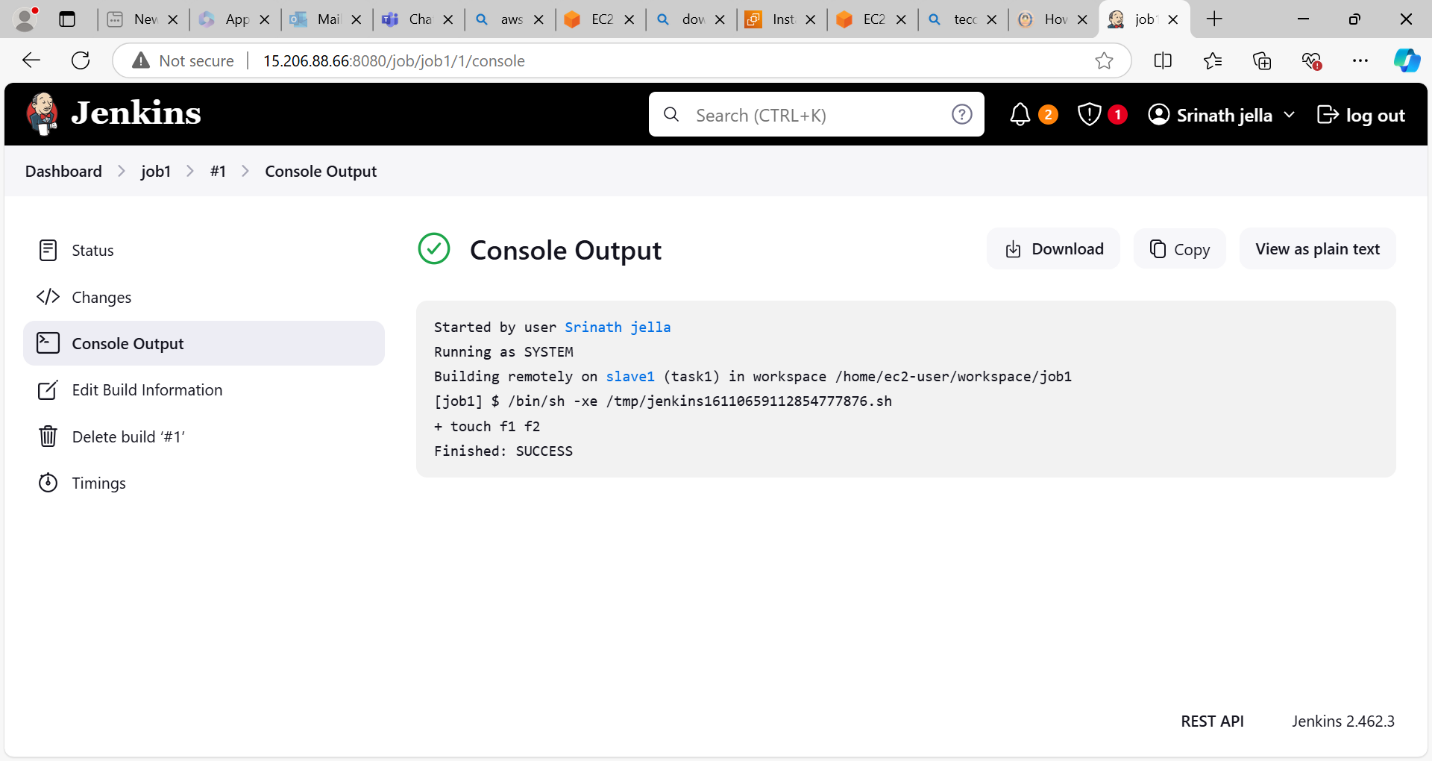 New
App
Mai
Cha
aws
EC2
dov
Inst
EC2
tecc
How
job'
Not secure
15.206.88.66:8080/job/job1/1/console
Jenkins
Search (CTRL+K)
2
1
Srinath jella
log out
Dashboard > job1 > #1 > Console Output
Status
Changes
Console Output
Edit Build Information
Delete build ‘#1’
Timings
Console Output
Download
Copy
View as plain text
Started by user Srinath jella
Running as SYSTEM
Building remotely on slave1 (task1) in workspace /home/ec2-user/workspace/job1
[job1] $ /bin/sh -xe /tmp/jenkins16110659112854777876.sh
+ touch f1 f2
Finished: SUCCESS
REST API
Jenkins 2.462.3